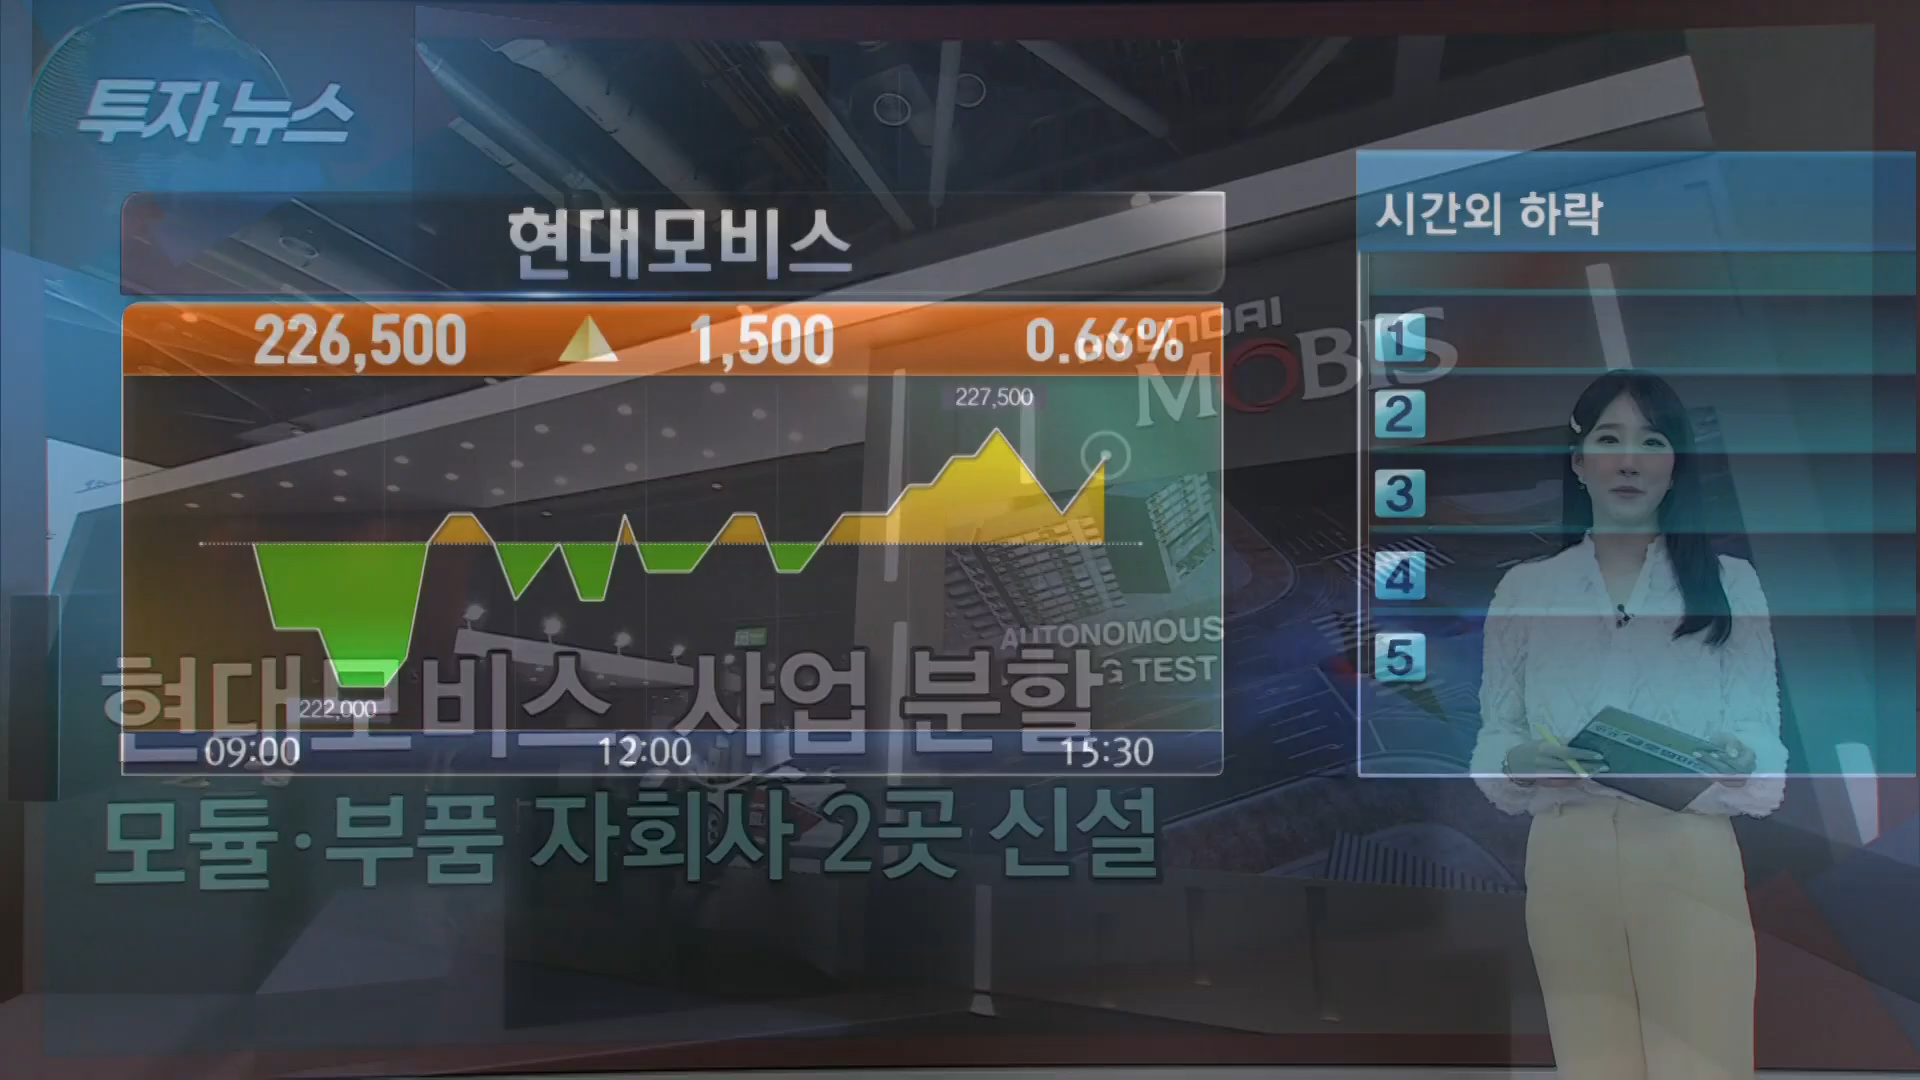 투자 뉴스
현대모비스
시간외 하락
226,500 ▲ 1,500 0.66%
HYUNDAI
MOBIS
227,500
1
2
3
4
5
AUTONOMOUS
G TEST
222,000
09:00 12:00 15:30
현대모비스 사업 분할
모듈·부품 자회사 2곳 신설